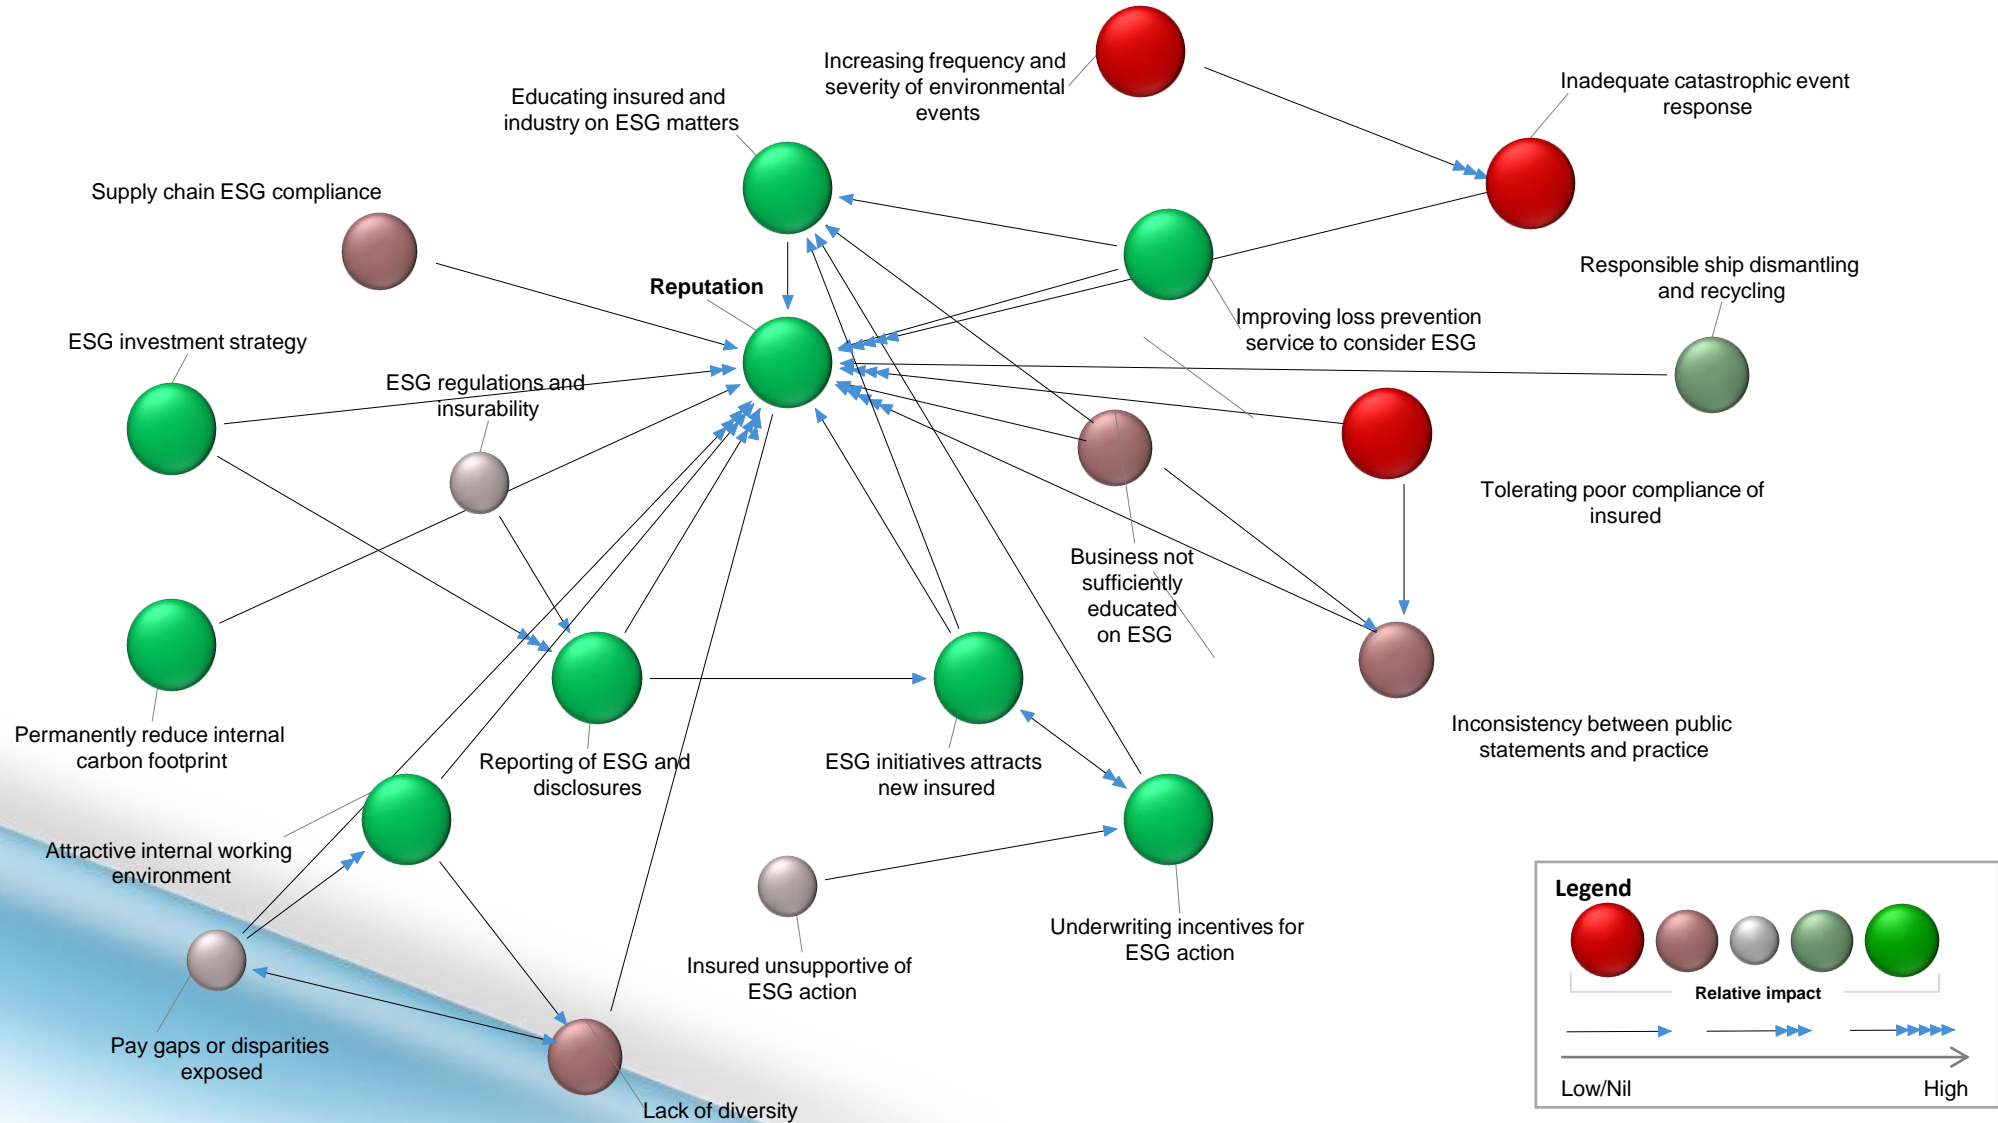 Increasing frequency and
severity of environmental
events
Inadequate catastrophic event
response
Educating insured and
industry on ESG matters
Supply chain ESG compliance
Reputation
Responsible ship dismantling
and recycling
Improving loss prevention
service to consider ESG
ESG investment strategy
ESG regulations and
insurability
Tolerating poor compliance of
insured
Business not
sufficiently
educated
on ESG
Permanently reduce internal
carbon footprint
Reporting of ESG and
disclosures
ESG initiatives attracts
new insured
Inconsistency between public
statements and practice
Attractive internal working
environment
Underwriting incentives for
ESG action
Insured unsupportive of
ESG action
Pay gaps or disparities
exposed
Lack of diversity
Legend
Relative impact
Low/Nil
High